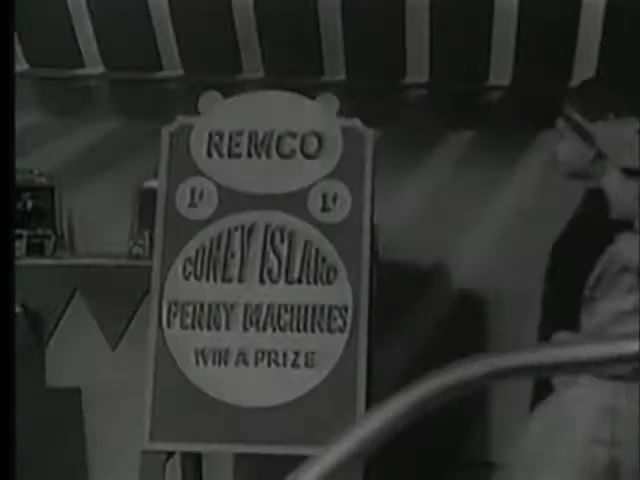 REMCO
1¢ 1¢
CONEY ISLAND
PENNY MACHINES
WIN A PRIZE